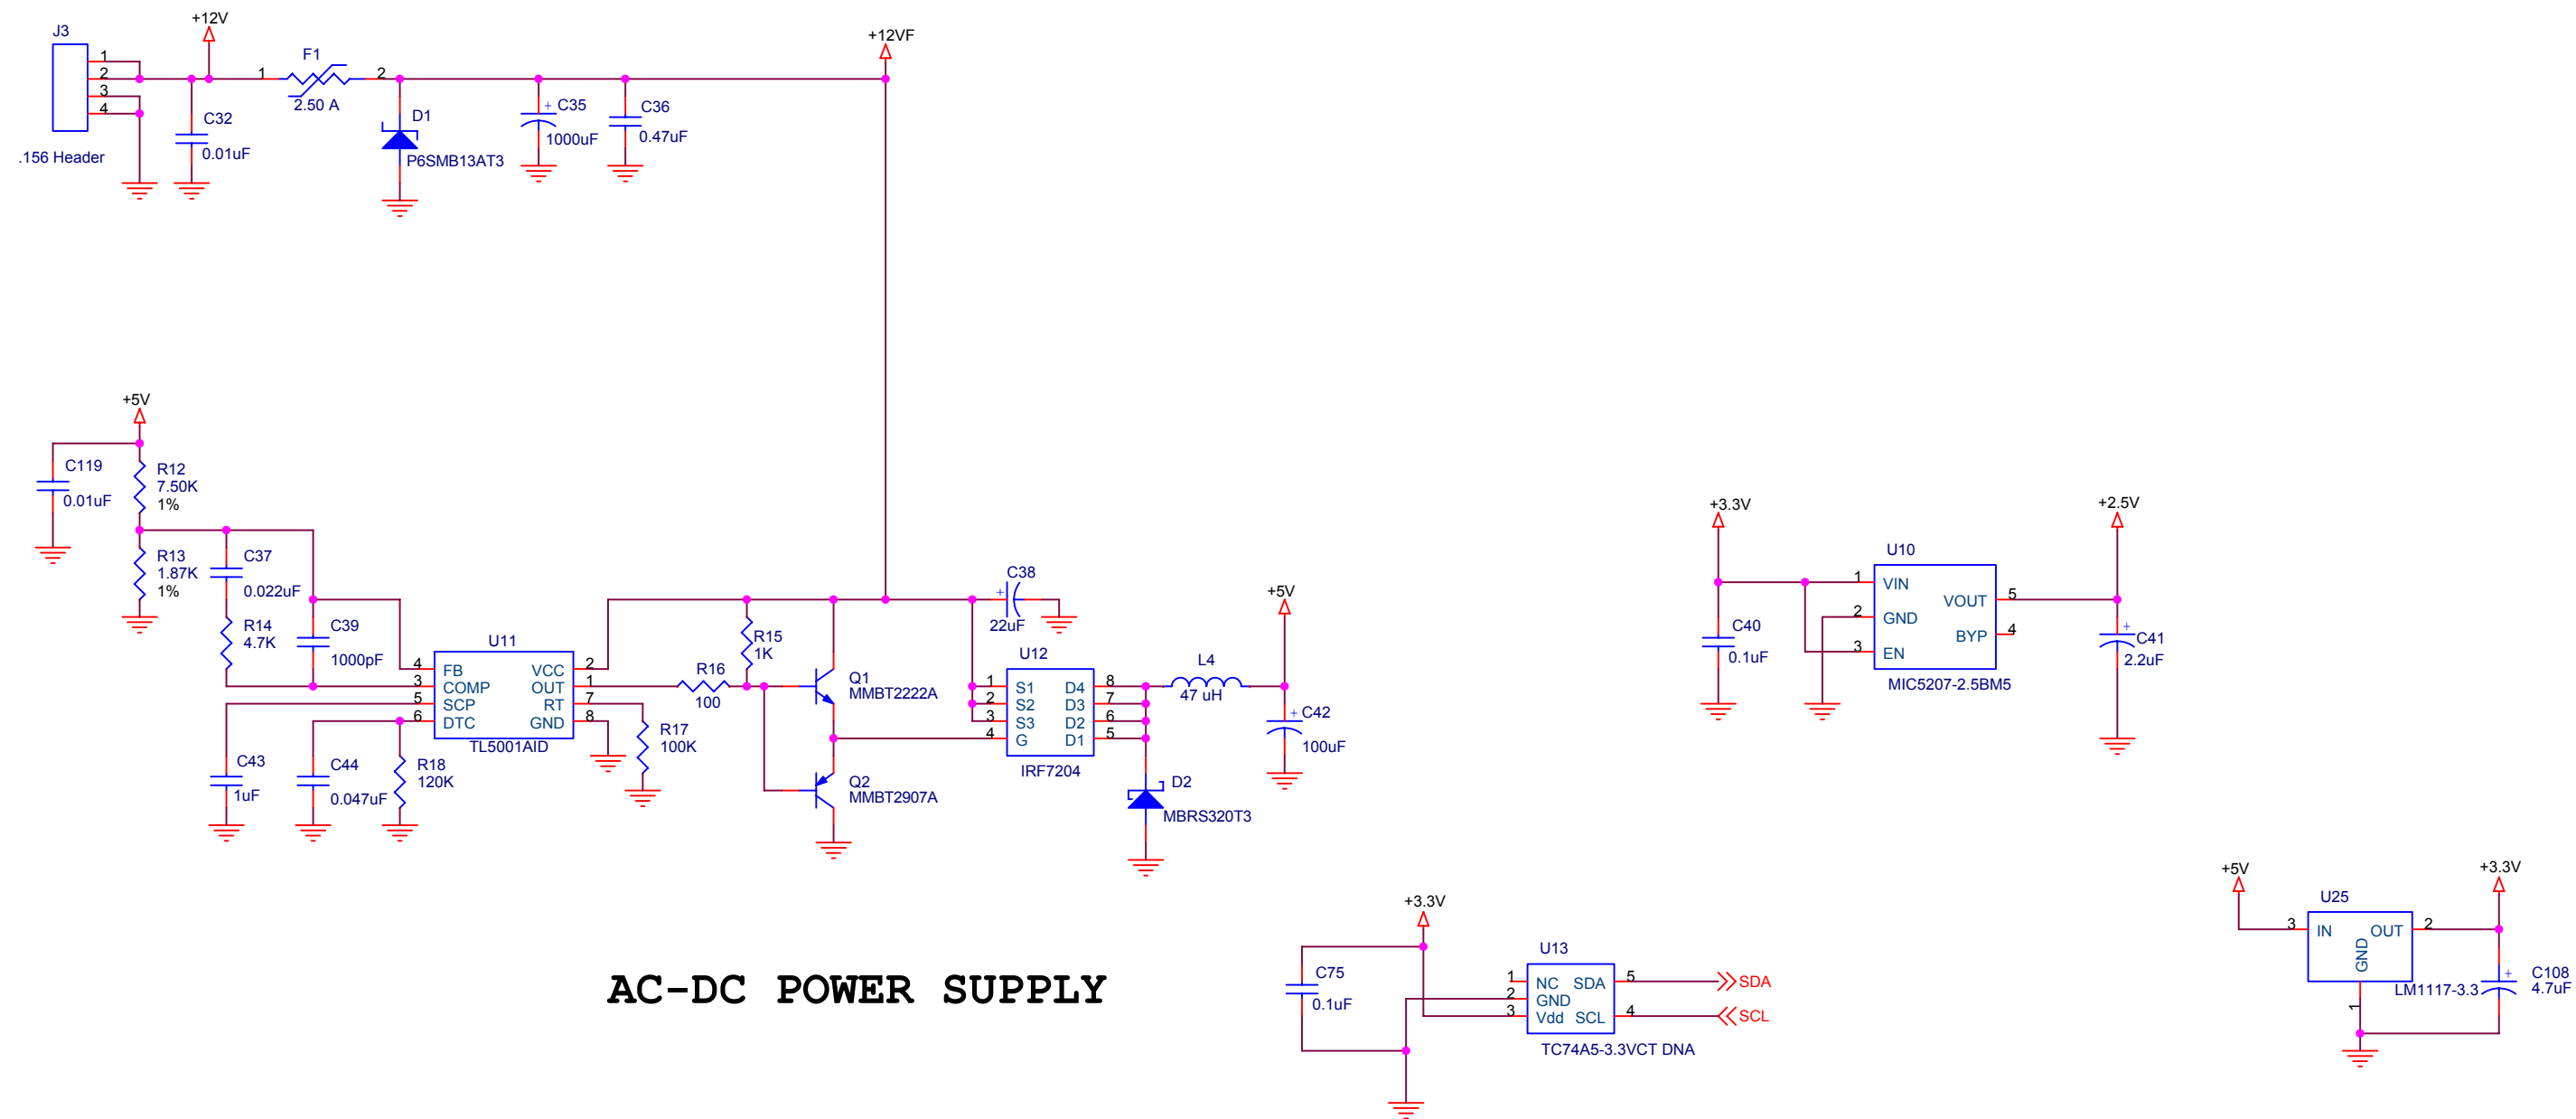 J3
1
2
3
4
.156 Header
+12V
C32
0.01uF
1
F1
2
2.50 A
D1
P6SMB13AT3
+ C35
1000uF
C36
0.47uF
+12VF
+5V
C119
0.01uF
R12
7.50K
1%
R13
1.87K
1%
C37
0.022uF
R14
4.7K
C39
1000pF
U11
4 FB
3 COMP
5 SCP
6 DTC
VCC 2
OUT 1
RT 7
GND 8
TL5001AID
C43
1uF
C44
0.047uF
R18
120K
R17
100K
R16
100
R15
1K
Q1
MMBT2222A
Q2
MMBT2907A
C38
+
22uF
U12
1 S1 D4 8
2 S2 D3 7
3 S3 D2 6
4 G D1 5
IRF7204
L4
47 uH
+5V
+ C42
100uF
D2
MBRS320T3
+3.3V
C40
0.1uF
U10
1 VIN
2 GND
3 EN
VOUT 5
BYP 4
MIC5207-2.5BM5
+2.5V
+
C41
2.2uF
AC-DC POWER SUPPLY
+3.3V
C75
0.1uF
U13
1 NC SDA 5
2 GND
3 Vdd SCL 4
SDA
SCL
TC74A5-3.3VCT DNA
+5V
U25
3 IN OUT 2
GND
1
LM1117-3.3
+3.3V
+
C108
4.7uF